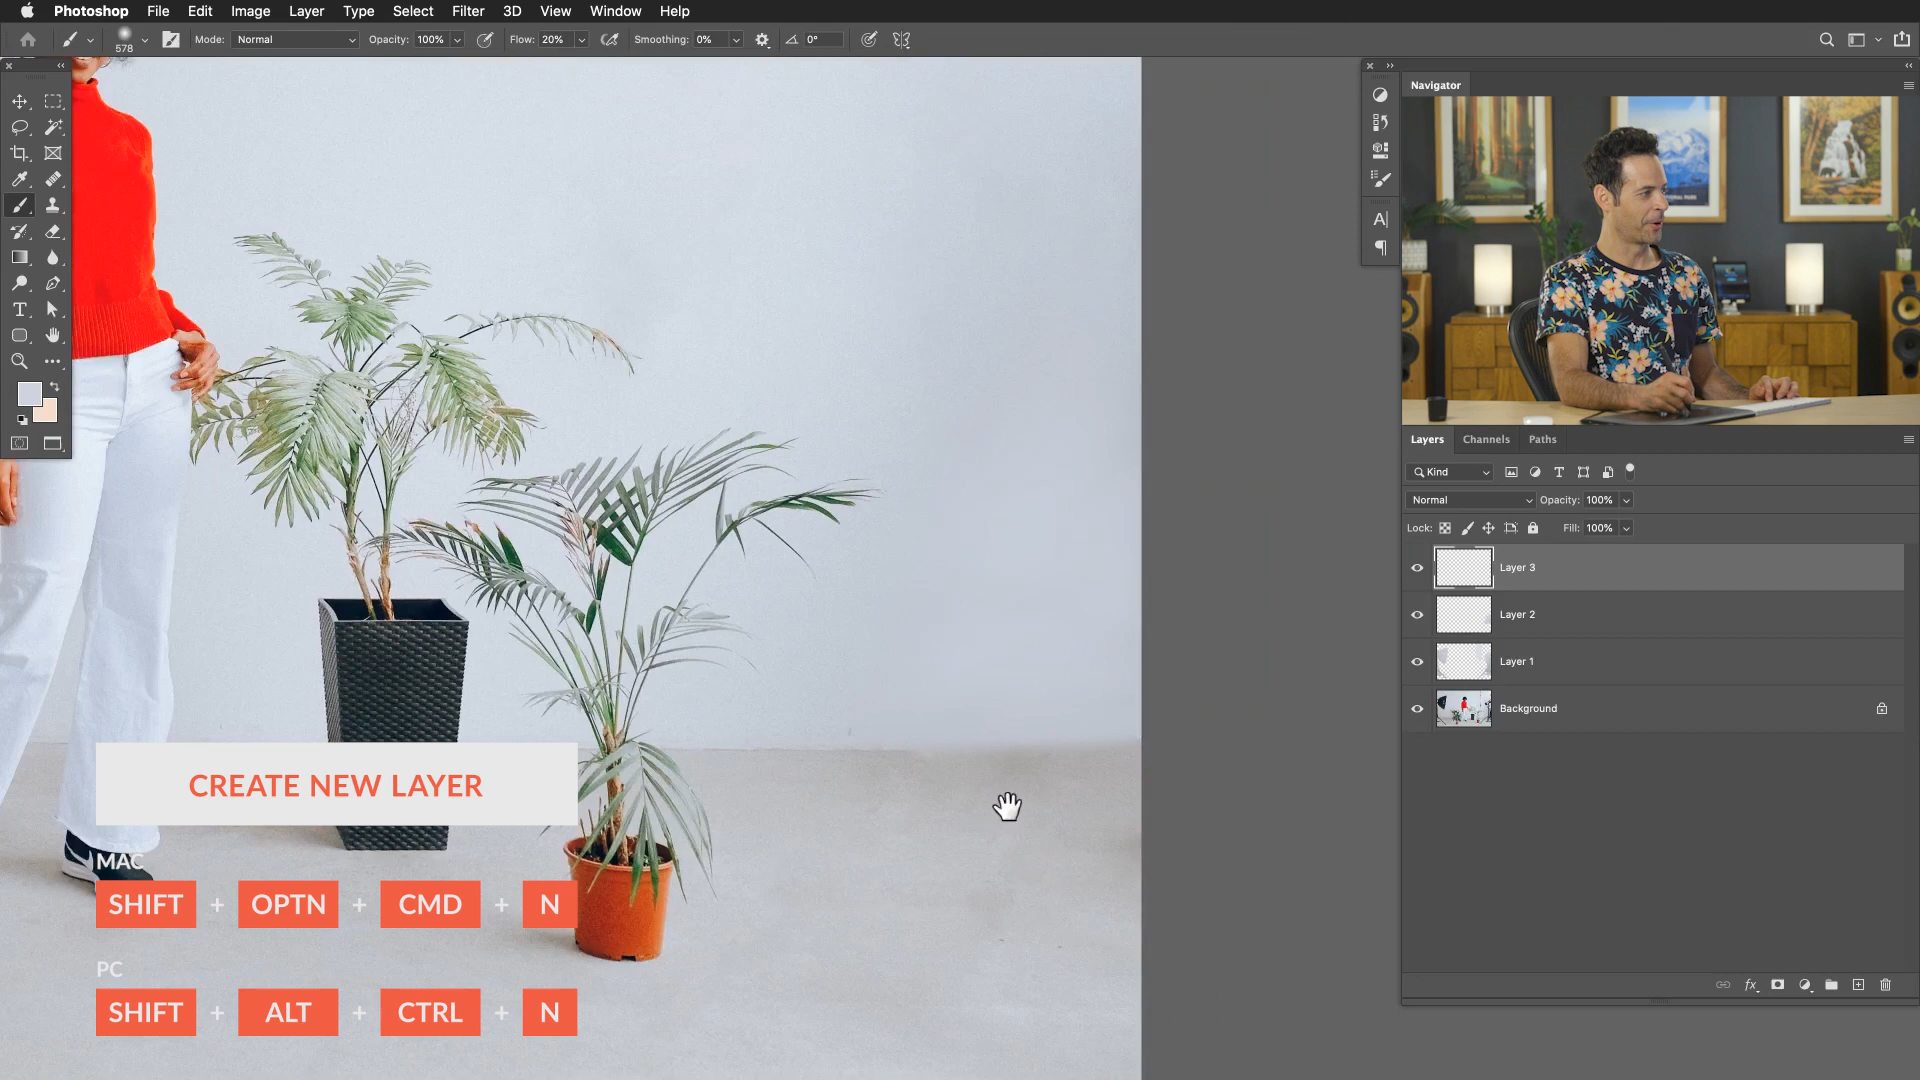 Photoshop File Edit Image Layer Type Select Filter 3D View Window Help
578 Mode: Normal Opacity: 100% Flow: 20% Smoothing: 0% 0°
Navigator
Layers Channels Paths
Kind
Normal Opacity: 100%
Lock: Fill: 100%
Layer 3
Layer 2
Layer 1
Background
CREATE NEW LAYER
MAC
SHIFT + OPTN + CMD + N
PC
SHIFT + ALT + CTRL + N